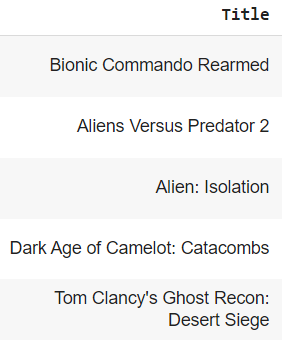 Title
Bionic Commando Rearmed
Aliens Versus Predator 2
Alien: Isolation
Dark Age of Camelot: Catacombs
Tom Clancy's Ghost Recon:
Desert Siege